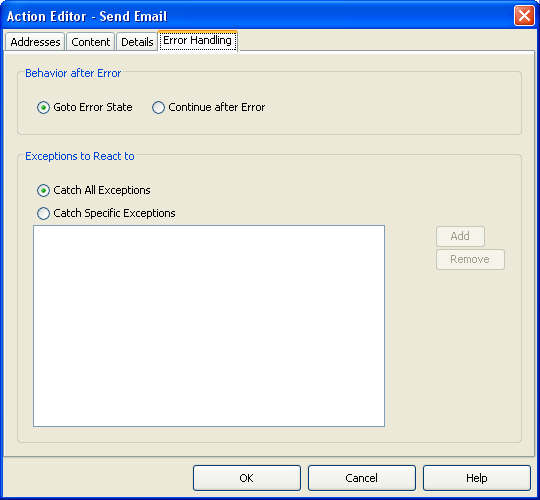 Action Editor - Send Email
Addresses Content Details Error Handling
Behavior after Error
Goto Error State Continue after Error
Exceptions to React to
Catch All Exceptions
Catch Specific Exceptions
Add
Remove
OK Cancel Help